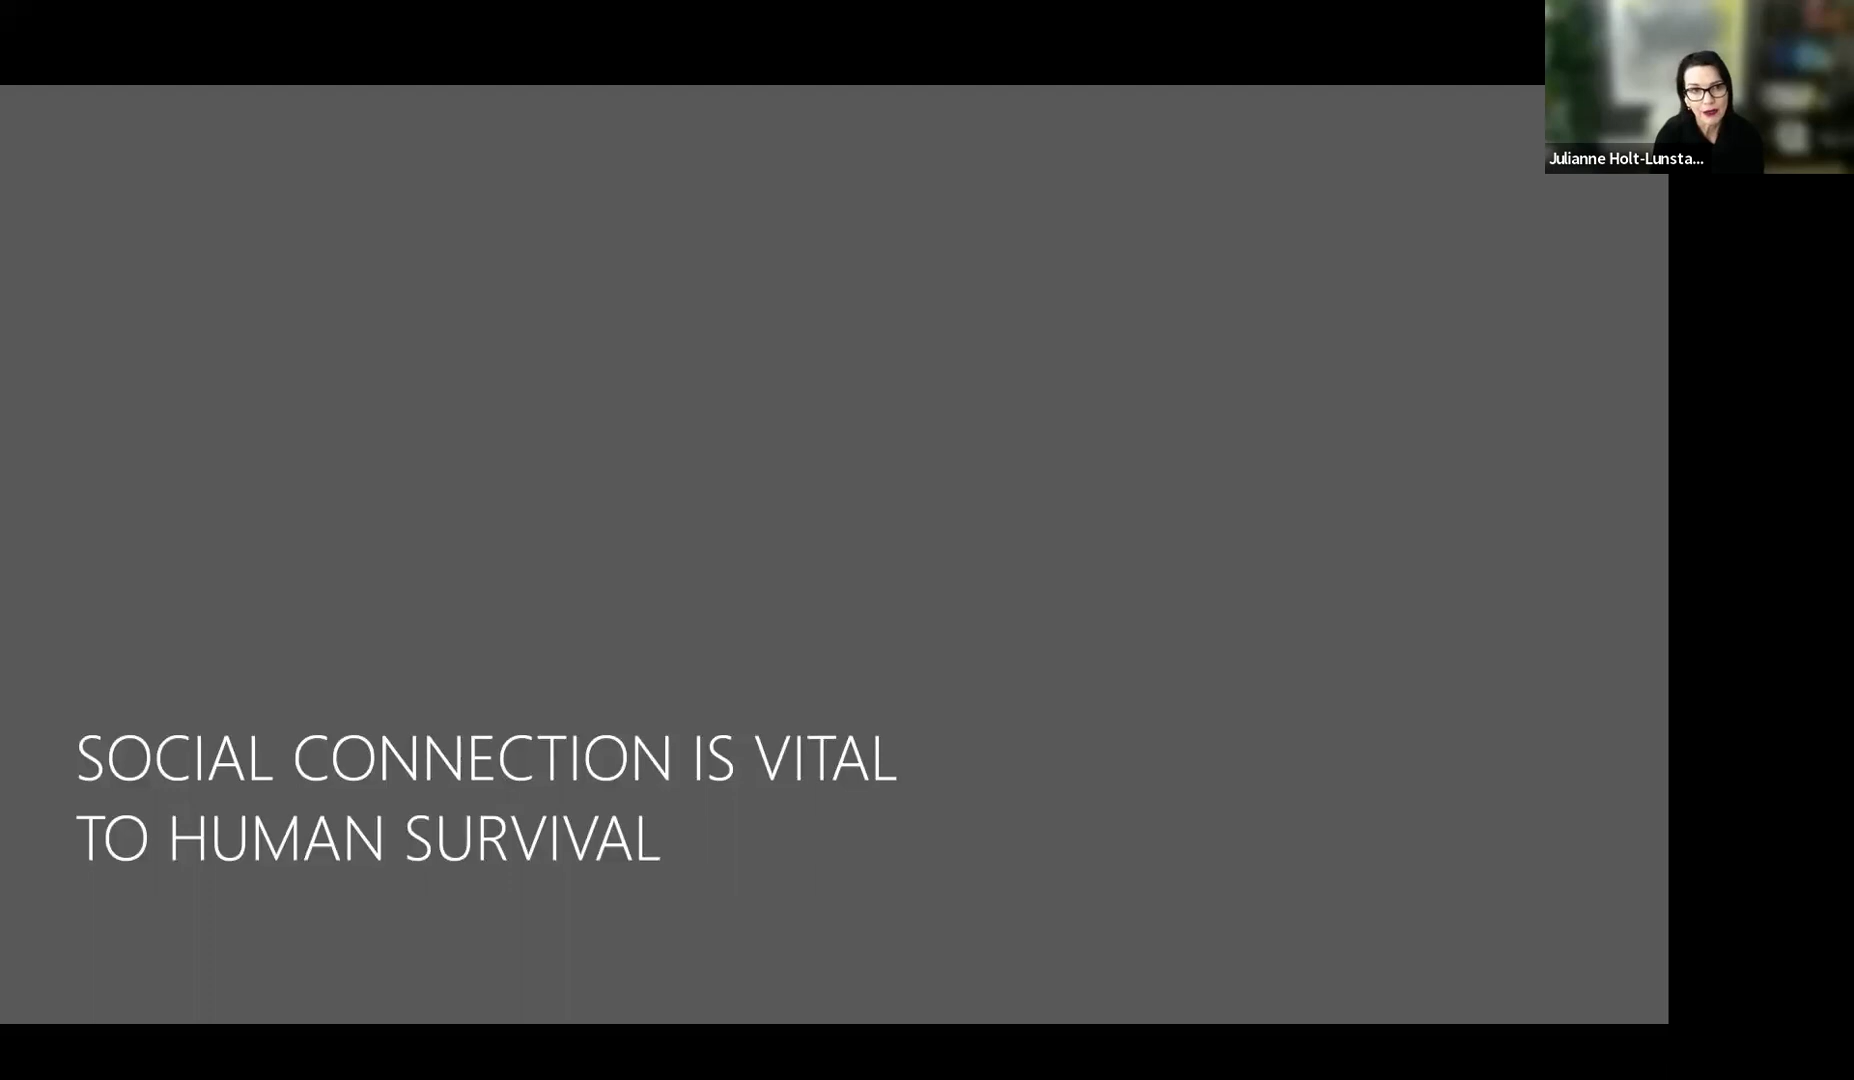 Julianne Holt-Lunsta...
SOCIAL CONNECTION IS VITAL
TO HUMAN SURVIVAL